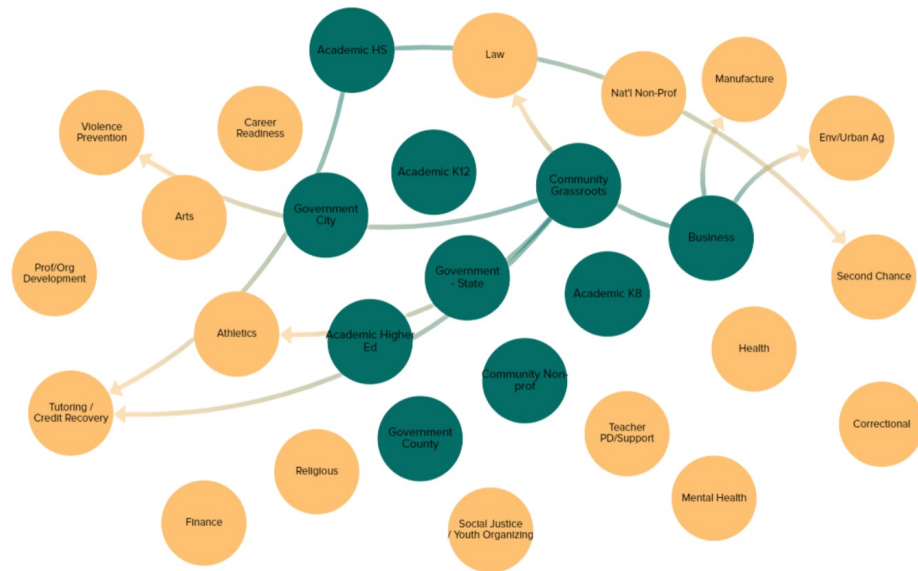 Academic HS
Law
Nat'l Non-Prof
Manufacture
Violence
Prevention
Career
Readiness
Env/Urban Ag
Academic K12
Community
Grassroots
Arts
Government
City
Business
Prof/Org
Development
Government
- State
Academic K8
Second Chance
Athletics
Academic Higher
Ed
Health
Community Non-
prof
Tutoring /
Credit Recovery
Government
County
Teacher
PD/Support
Correctional
Religious
Mental Health
Finance
Social Justice
/ Youth Organizing